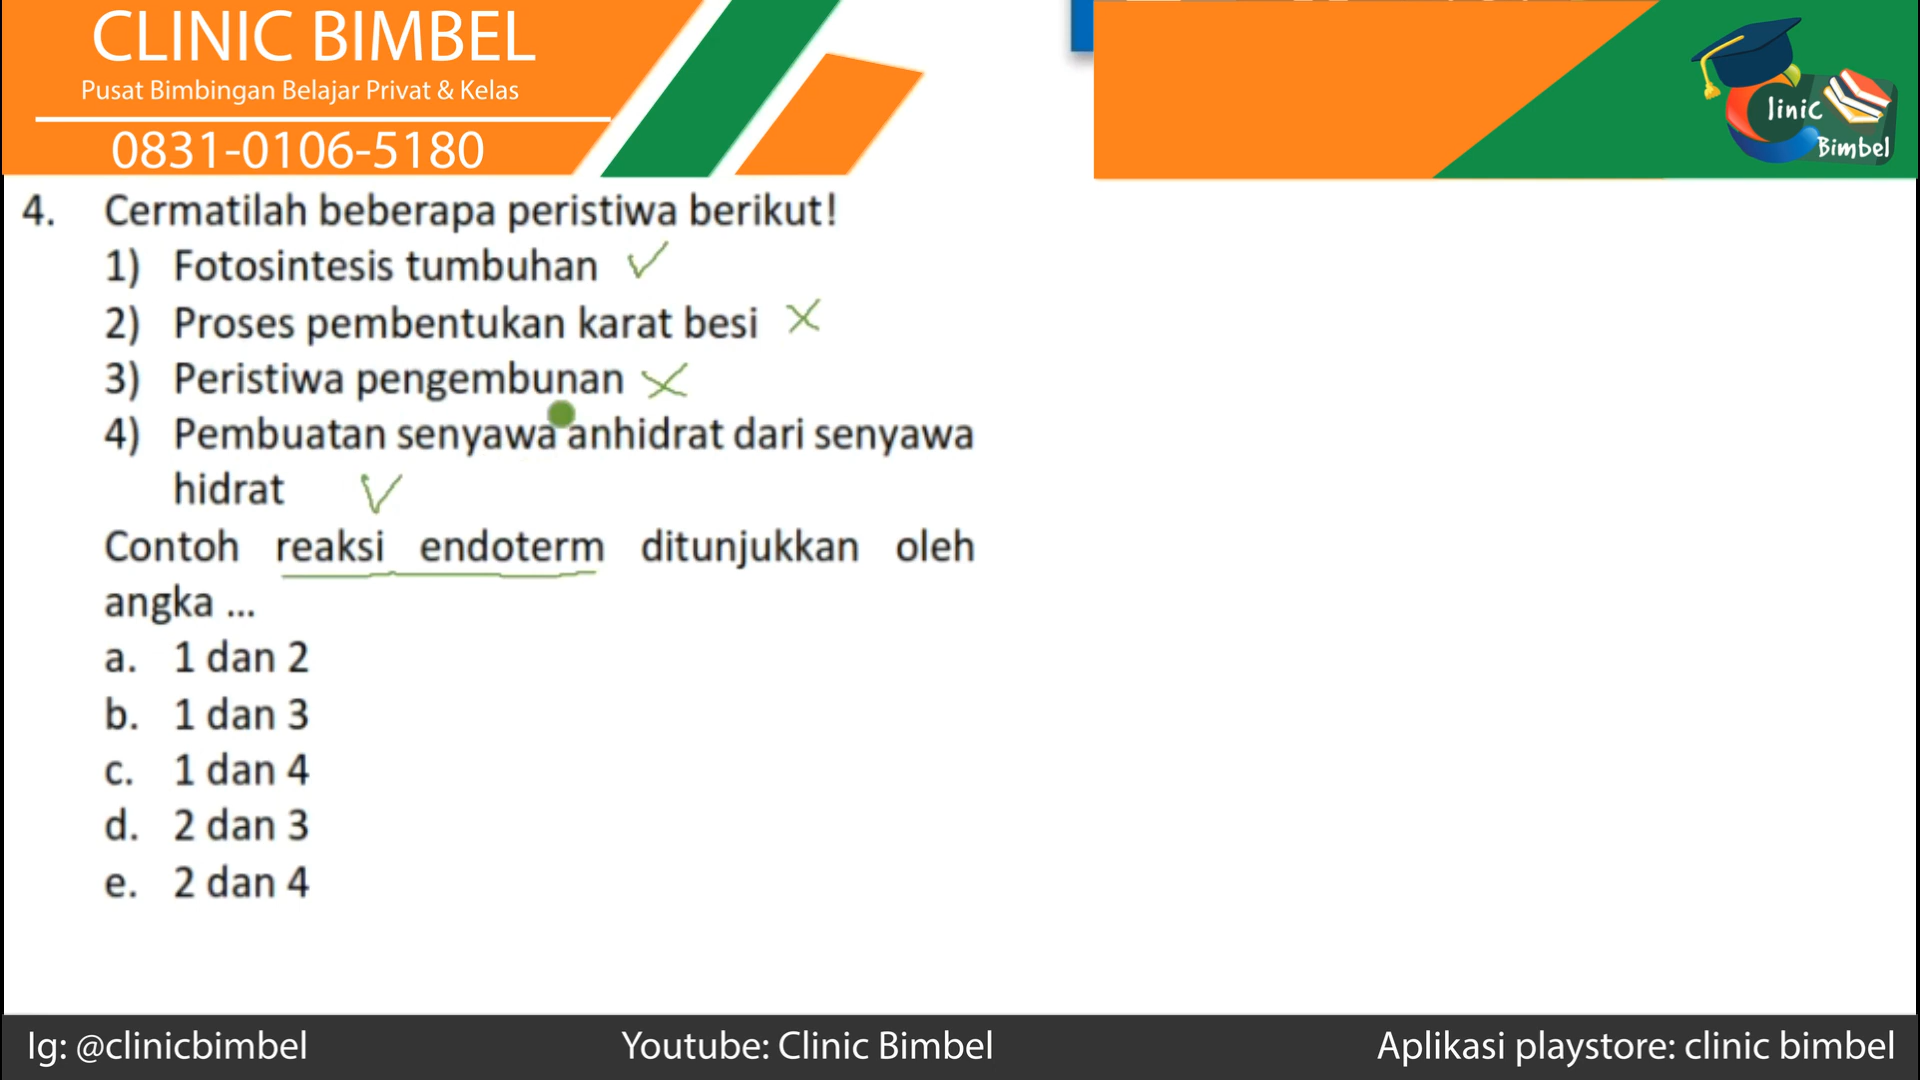 CLINIC BIMBEL
Pusat Bimbingan Belajar Privat & Kelas
0831-0106-5180
linic
Bimbel
4. Cermatilah beberapa peristiwa berikut!
1) Fotosintesis tumbuhan
2) Proses pembentukan karat besi
3) Peristiwa pengembunan
4) Pembuatan senyawa anhidrat dari senyawa
hidrat
Contoh reaksi endoterm ditunjukkan oleh
angka ...
a. 1 dan 2
b. 1 dan 3
c. 1 dan 4
d. 2 dan 3
e. 2 dan 4
Ig: @clinicbimbel
Youtube: Clinic Bimbel
Aplikasi playstore: clinic bimbel